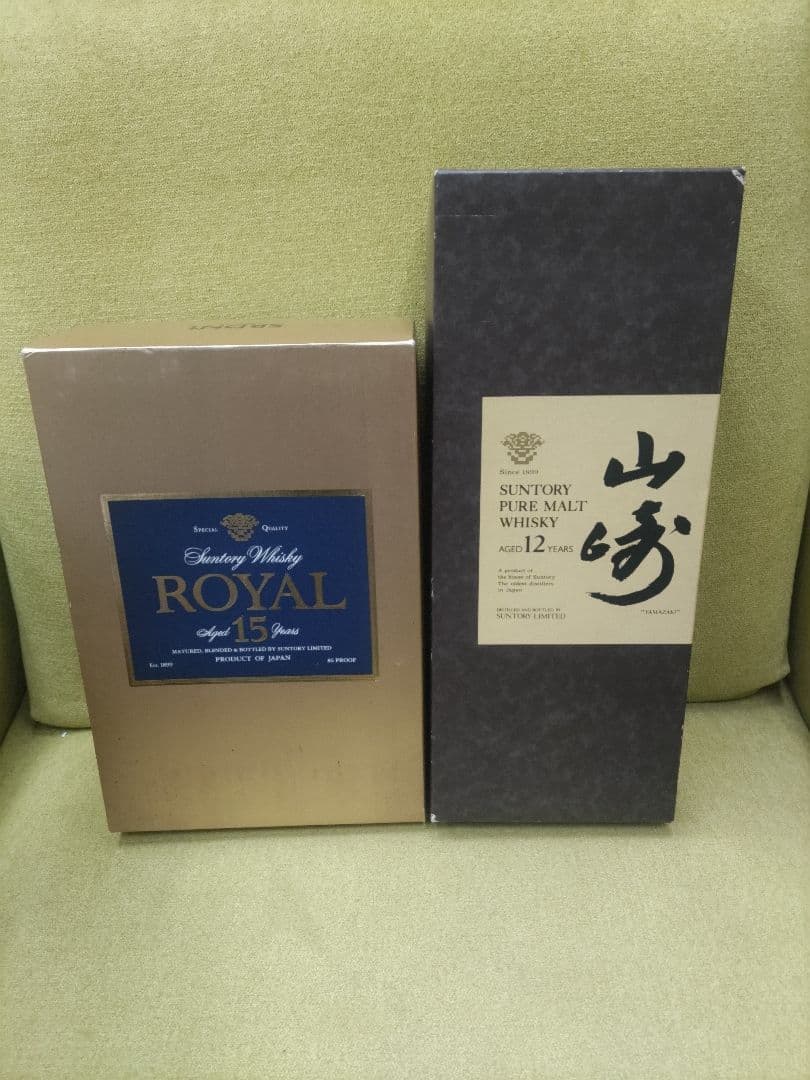 SPECIAL QUALITY
Suntory Whisky
ROYAL
Aged 15 Years
MATURED, BLENDED & BOTTLED BY SUNTORY LIMITED
Est. 1899 PRODUCT OF JAPAN 86 PROOF
Since 1899
SUNTORY
PURE MALT
WHISKY
AGED 12 YEARS
A product of
the House of Suntory
The oldest distillers
in Japan
DISTILLED AND BOTTLED BY
SUNTORY LIMITED
山崎
"YAMAZAKI"